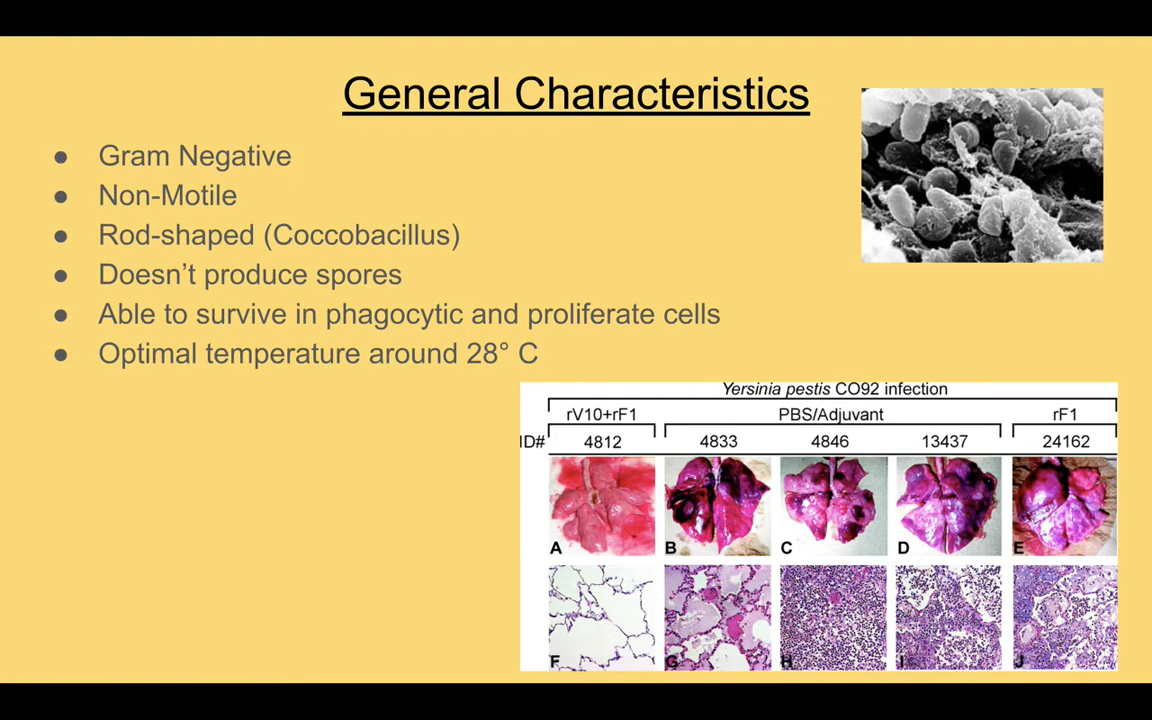 General Characteristics
● Gram Negative
● Non-Motile
● Rod-shaped (Coccobacillus)
● Doesn’t produce spores
● Able to survive in phagocytic and proliferate cells
● Optimal temperature around 28° C
Yersinia pestis CO92 infection
rV10+rF1 PBS/Adjuvant rF1
ID# 4812 4833 4846 13437 24162
A B C D E
F G H I J